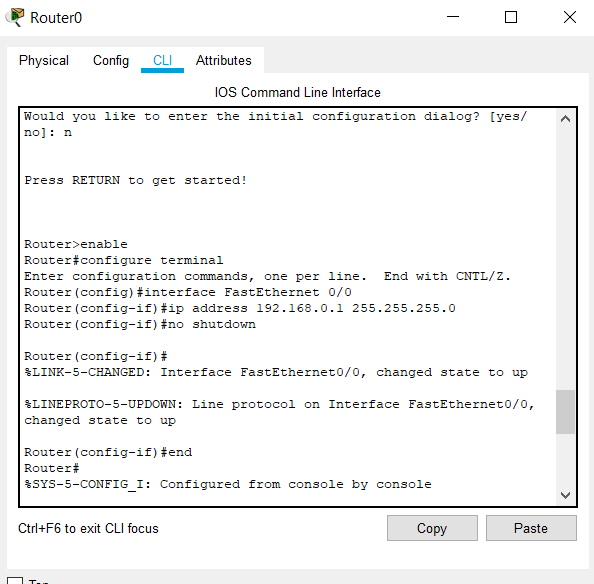 Router0
Physical Config CLI Attributes
IOS Command Line Interface
Would you like to enter the initial configuration dialog? [yes/
no]: n
Press RETURN to get started!
Router>enable
Router#configure terminal
Enter configuration commands, one per line.  End with CNTL/Z.
Router(config)#interface FastEthernet 0/0
Router(config-if)#ip address 192.168.0.1 255.255.255.0
Router(config-if)#no shutdown
Router(config-if)#
%LINK-5-CHANGED: Interface FastEthernet0/0, changed state to up
%LINEPROTO-5-UPDOWN: Line protocol on Interface FastEthernet0/0,
changed state to up
Router(config-if)#end
Router#
%SYS-5-CONFIG_I: Configured from console by console
Ctrl+F6 to exit CLI focus
Copy Paste